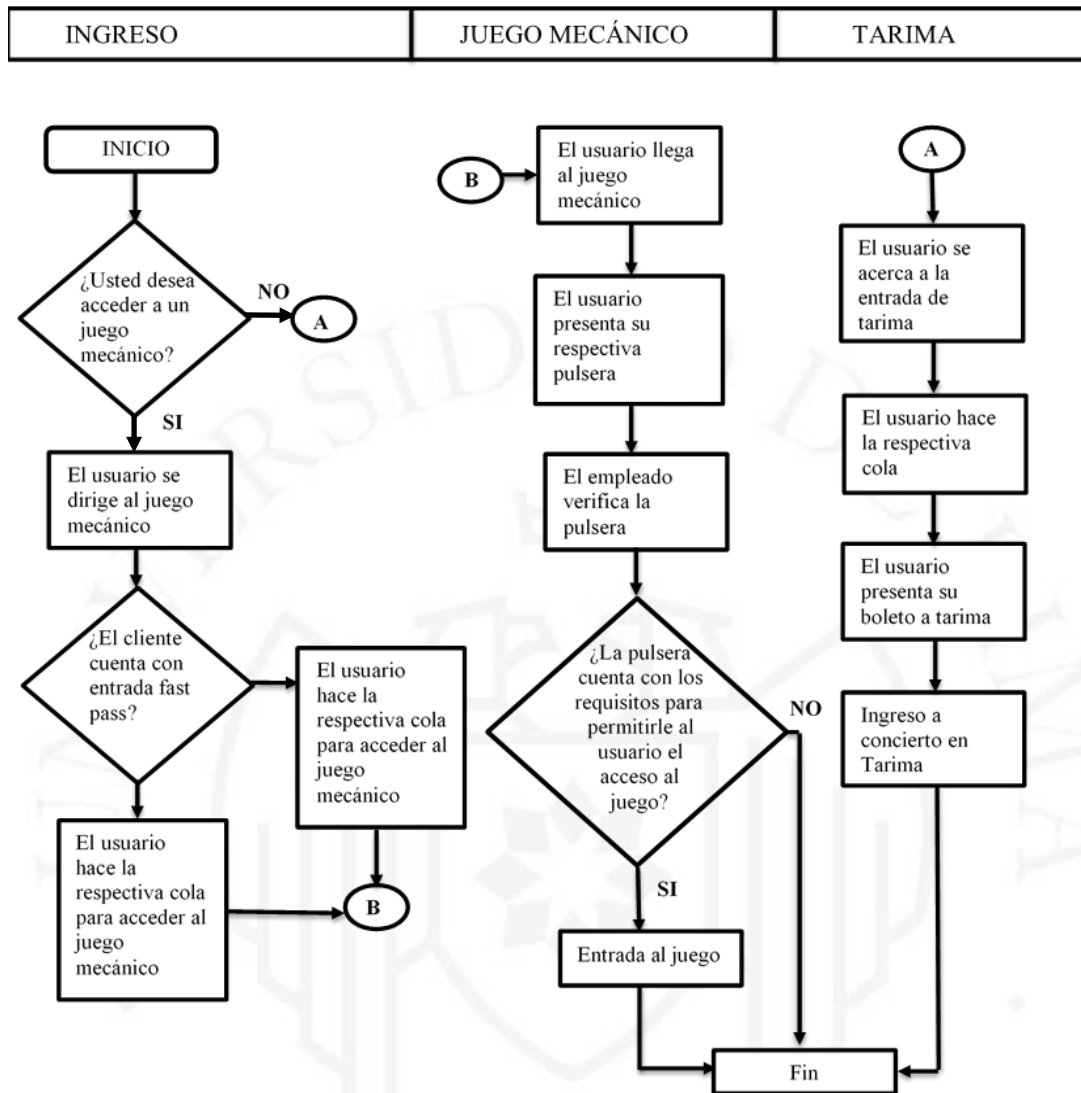 INGRESO
JUEGO MECÁNICO
TARIMA
INICIO
¿Usted desea
acceder a un
juego
mecánico?
NO
A
SI
El usuario se
dirige al juego
mecánico
¿El cliente
cuenta con
entrada fast
pass?
El usuario
hace la
respectiva cola
para acceder al
juego
mecánico
El usuario
hace la
respectiva cola
para acceder al
juego
mecánico
B
B
El usuario llega
al juego
mecánico
El usuario
presenta su
respectiva
pulsera
El empleado
verifica la
pulsera
¿La pulsera
cuenta con los
requisitos para
permitirle al
usuario el
acceso al
juego?
NO
SI
Entrada al juego
Fin
A
El usuario se
acerca a la
entrada de
tarima
El usuario hace
la respectiva
cola
El usuario
presenta su
boleto a tarima
Ingreso a
concierto en
Tarima